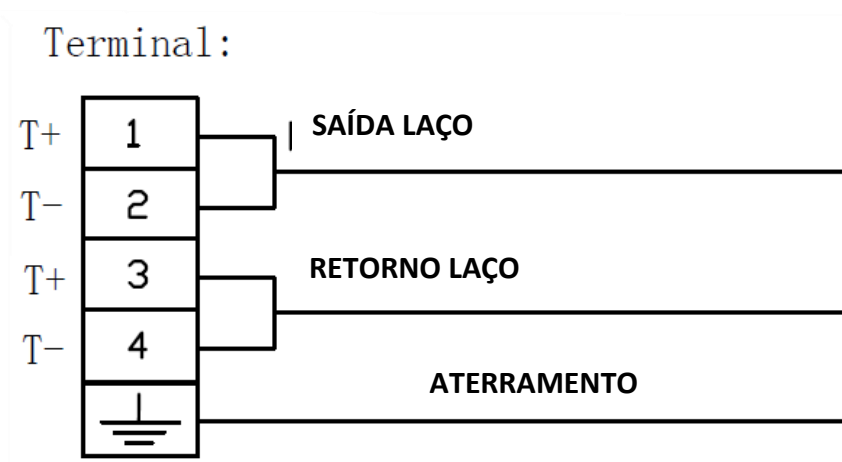 Terminal:
T+ 1 SAÍDA LAÇO
T- 2
T+ 3 RETORNO LAÇO
T- 4
ATERRAMENTO